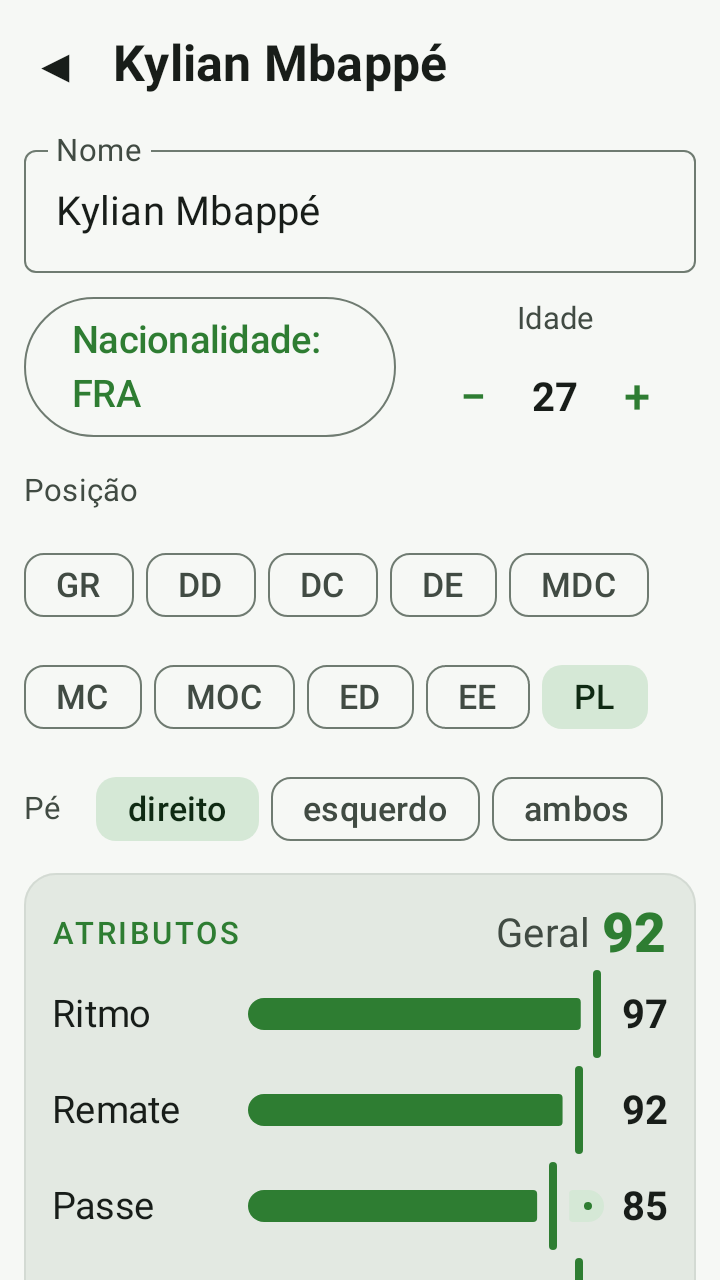 ◄ Kylian Mbappé
Nome
Kylian Mbappé
Nacionalidade:
FRA
Idade
− 27 +
Posição
GR DD DC DE MDC
MC MOC ED EE PL
Pé direito esquerdo ambos
ATRIBUTOS Geral 92
Ritmo 97
Remate 92
Passe 85